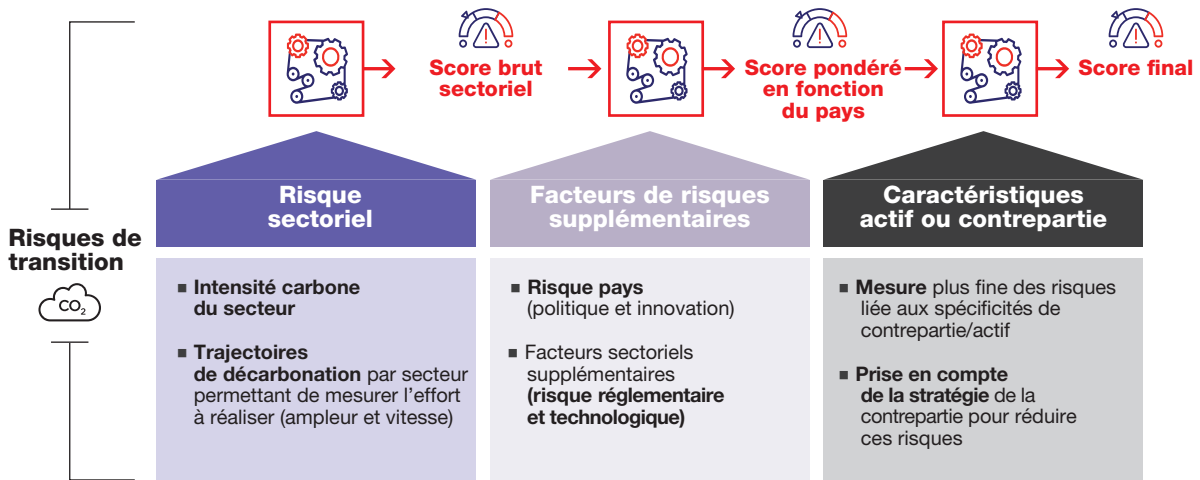 Score brut
sectoriel
Score pondéré
en fonction
du pays
Score final
Risques de
transition
CO₂
Risque
sectoriel
■ Intensité carbone
du secteur
■ Trajectoires
de décarbonation par secteur
permettant de mesurer l’effort
à réaliser (ampleur et vitesse)
Facteurs de risques
supplémentaires
■ Risque pays
(politique et innovation)
■ Facteurs sectoriels
supplémentaires
(risque réglementaire
et technologique)
Caractéristiques
actif ou contrepartie
■ Mesure plus fine des risques
liée aux spécificités de
contrepartie/actif
■ Prise en compte
de la stratégie de la
contrepartie pour réduire
ces risques